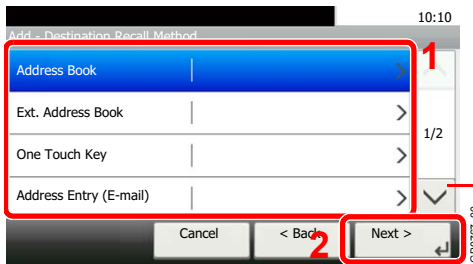 10:10
Add - Destination Recall Method
1
Address Book
Ext. Address Book
1/2
One Touch Key
Address Entry (E-mail)
Cancel
< Back
2
Next >